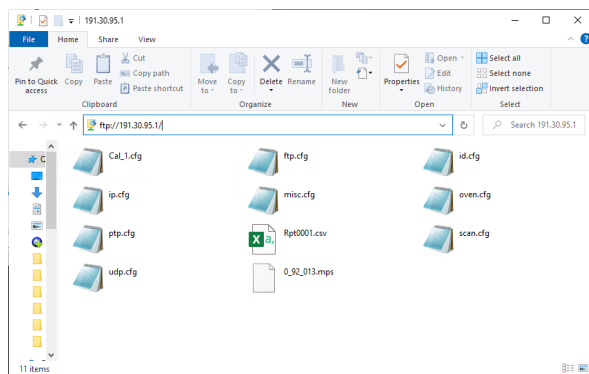 191.30.95.1
File Home Share View
Pin to Quick access
Copy
Paste
Cut
Copy path
Paste shortcut
Move to
Copy to
Delete
Rename
New folder
Properties
Open
Edit
History
Select all
Select none
Invert selection
Clipboard Organize New Open Select
ftp://191.30.95.1/
Search 191.30.95.1
Cal_1.cfg ftp.cfg id.cfg
ip.cfg misc.cfg oven.cfg
ptp.cfg Rpt0001.csv scan.cfg
udp.cfg 0_92_013.mps
11 items